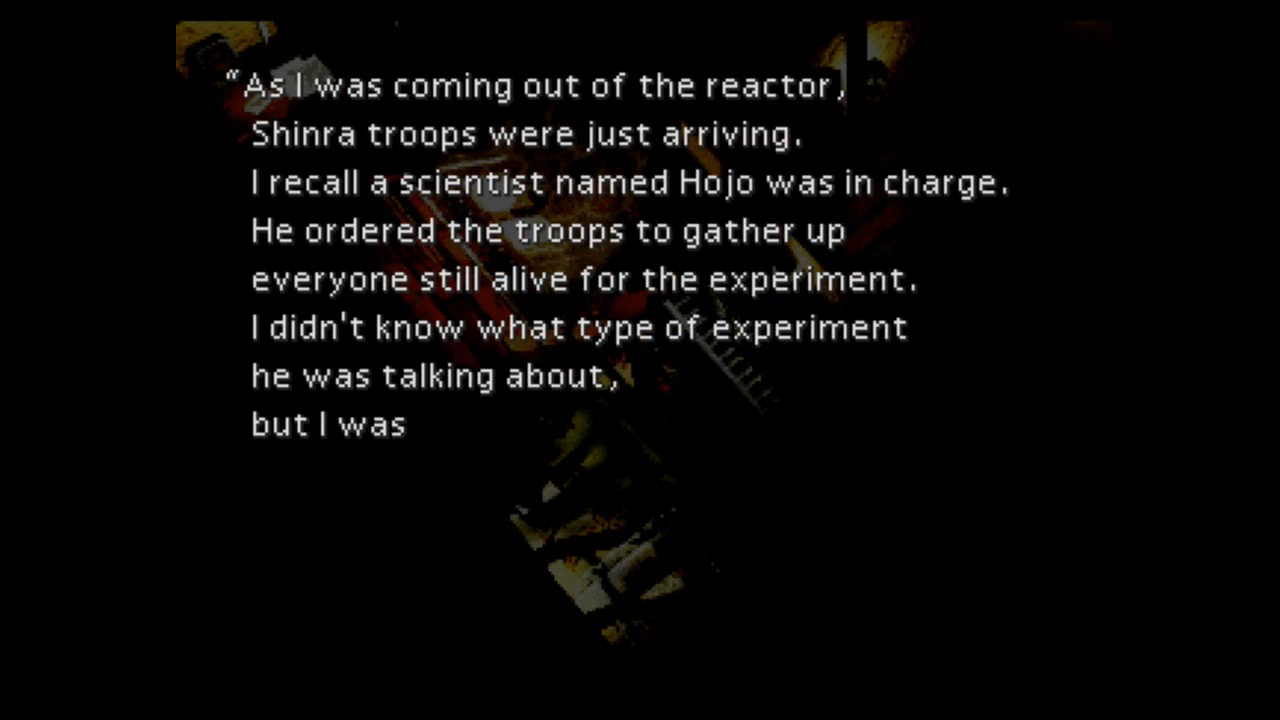 “As I was coming out of the reactor,
Shinra troops were just arriving.
I recall a scientist named Hojo was in charge.
He ordered the troops to gather up
everyone still alive for the experiment.
I didn't know what type of experiment
he was talking about,
but I was